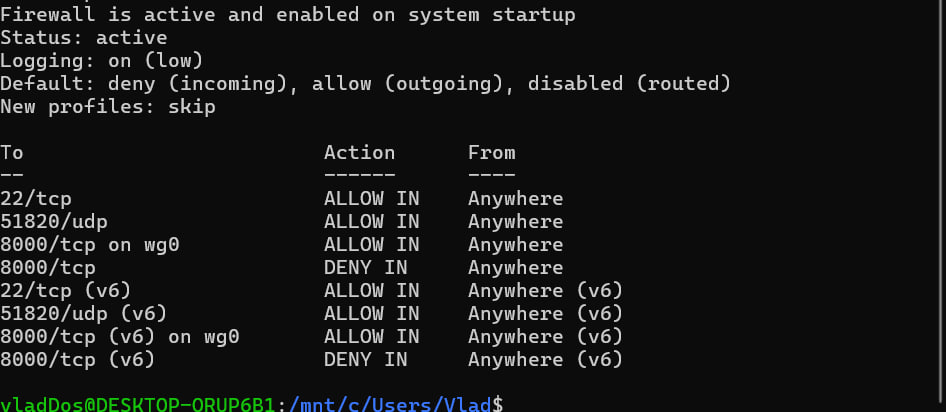 Firewall is active and enabled on system startup
Status: active
Logging: on (low)
Default: deny (incoming), allow (outgoing), disabled (routed)
New profiles: skip
To                         Action      From
--                         ------      ----
22/tcp                     ALLOW IN    Anywhere
51820/udp                  ALLOW IN    Anywhere
8000/tcp on wg0            ALLOW IN    Anywhere
8000/tcp                   DENY IN     Anywhere
22/tcp (v6)                ALLOW IN    Anywhere (v6)
51820/udp (v6)             ALLOW IN    Anywhere (v6)
8000/tcp (v6) on wg0       ALLOW IN    Anywhere (v6)
8000/tcp (v6)              DENY IN     Anywhere (v6)
vladDos@DESKTOP-ORUP6B1:/mnt/c/Users/Vlad$